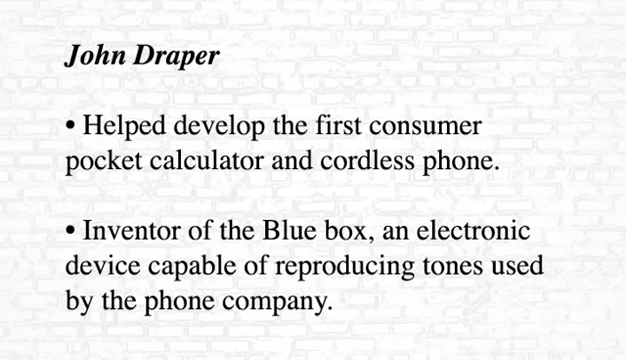 John Draper
• Helped develop the first consumer
pocket calculator and cordless phone.
• Inventor of the Blue box, an electronic
device capable of reproducing tones used
by the phone company.